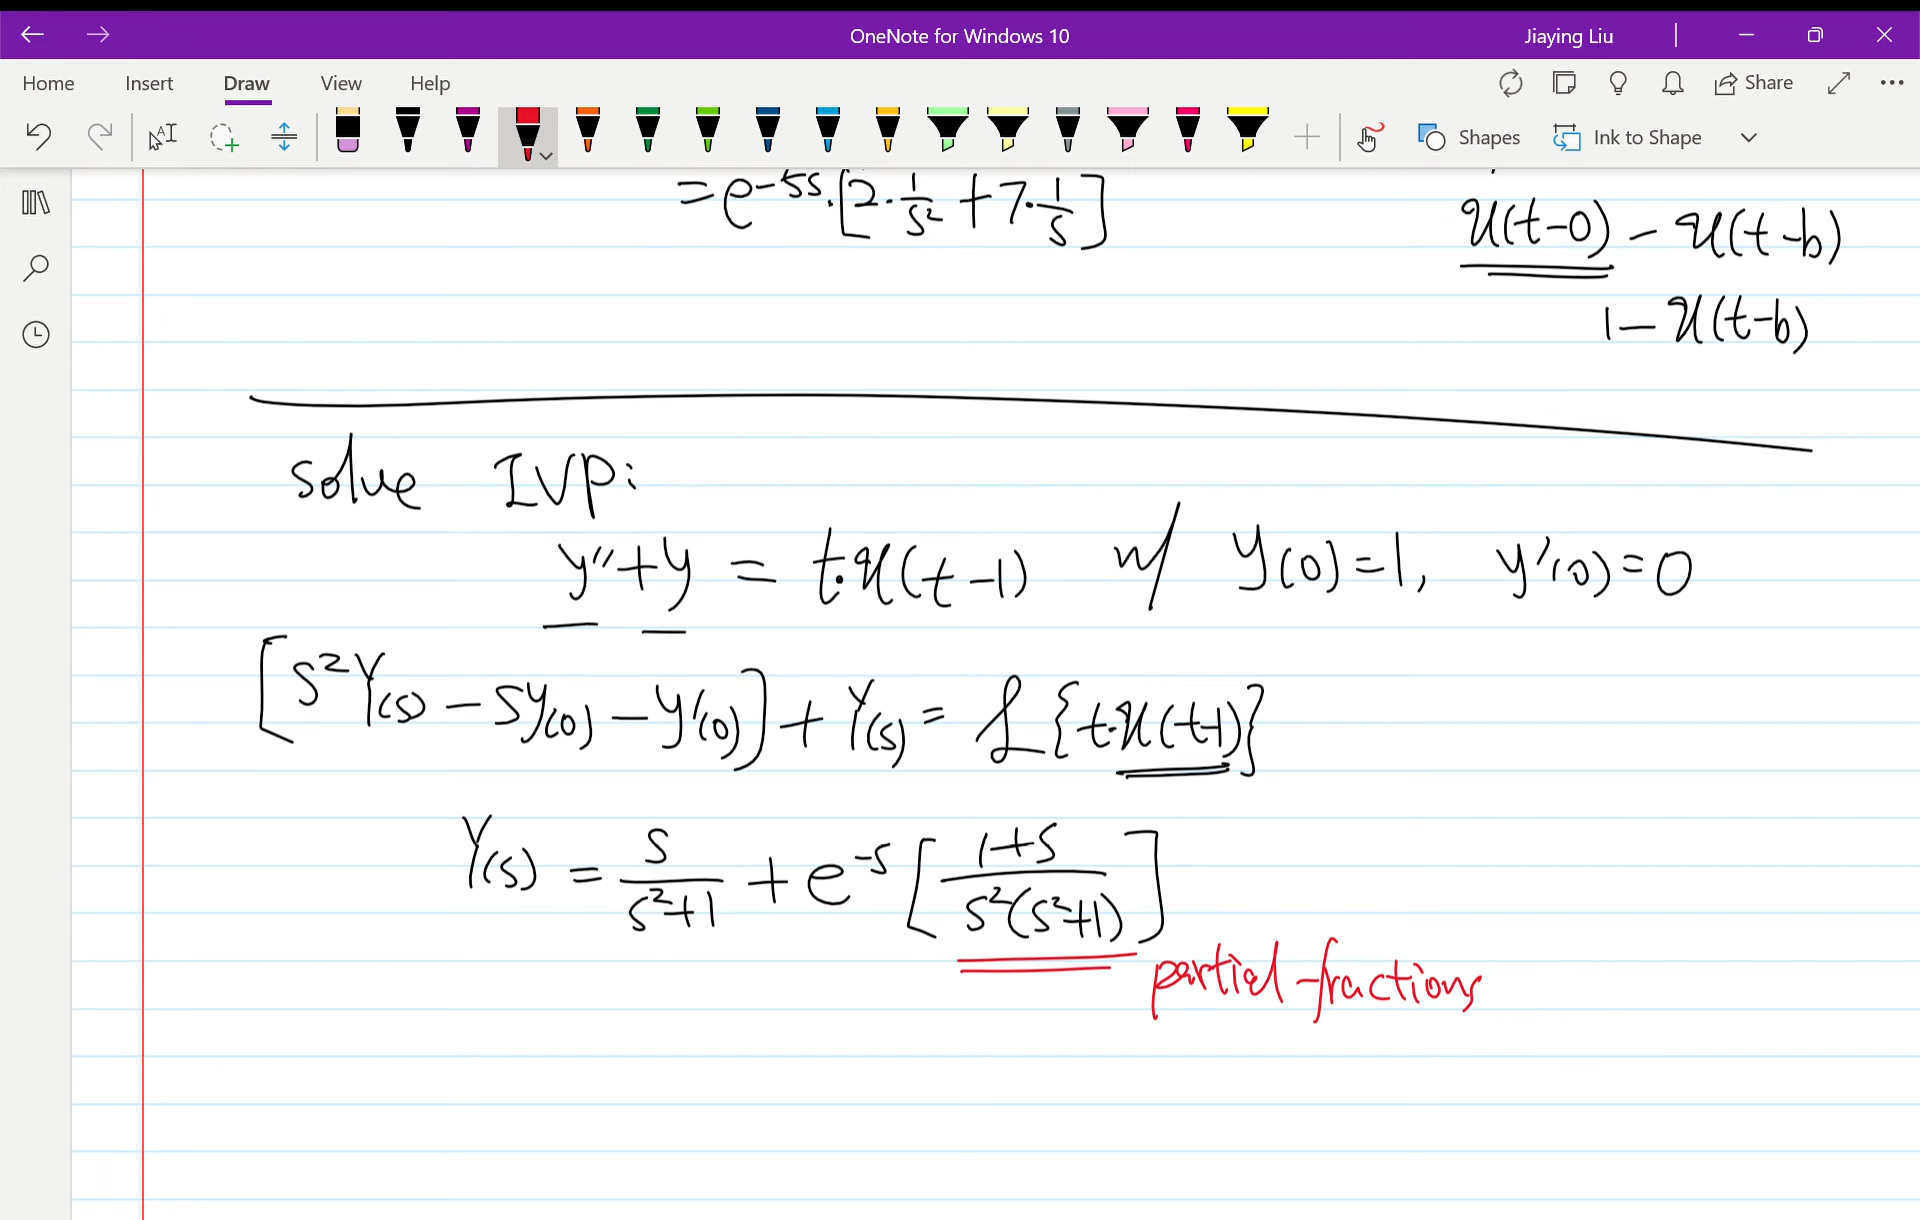 OneNote for Windows 10
Jiaying Liu
Home Insert Draw View Help
Share
Shapes
Ink to Shape
= e^{-5s}·[2·1/s² + 7·1/s]
𝒰(t-0) - 𝒰(t-b)
1 - 𝒰(t-b)
solve IVP:
y''+y = t·𝒰(t-1) w/ y(0)=1, y'(0)=0
[s²Y(s) - sy(0) - y'(0)] + Y(s) = ℒ{t·𝒰(t-1)}
Y(s) = s/(s²+1) + e^{-s} [(1+s)/(s²(s²+1))]
partial fractions